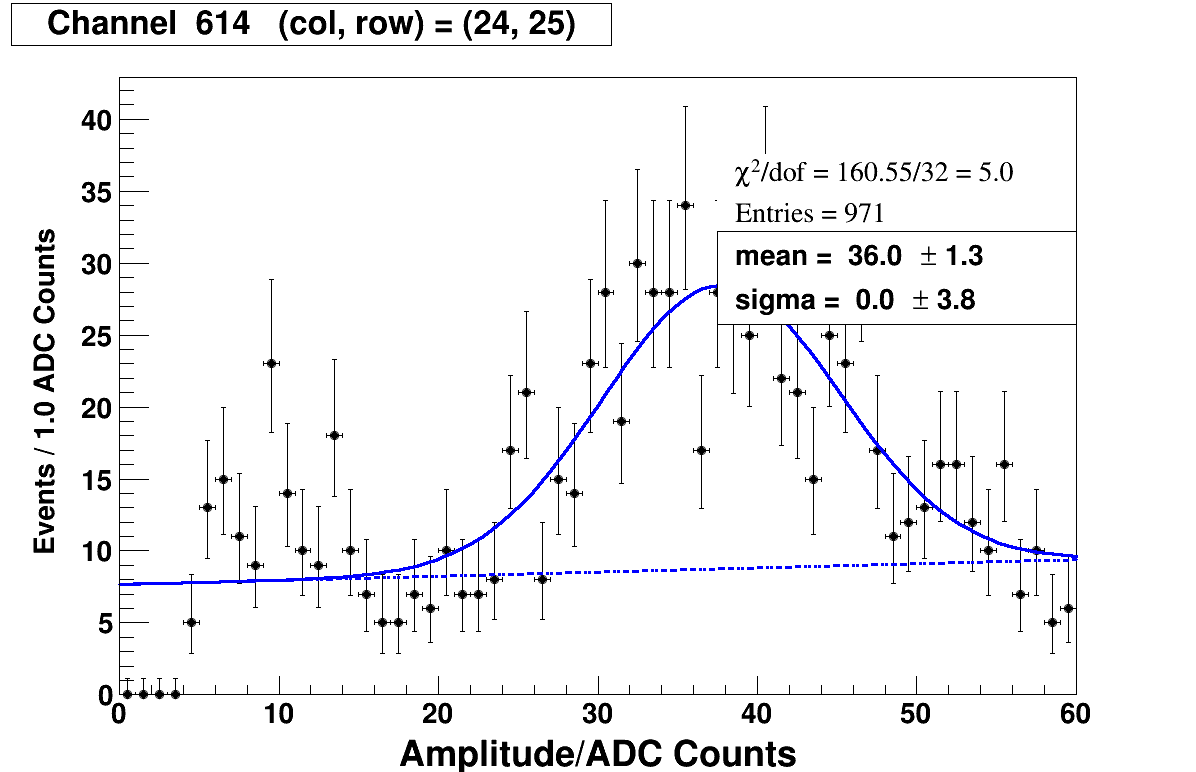 Channel 614 (col, row) = (24, 25)
40
35
30
25
20
15
10
5
0
Events / 1.0 ADC Counts
χ²/dof = 160.55/32 = 5.0
Entries = 971
mean = 36.0 ± 1.3
sigma = 0.0 ± 3.8
0 10 20 30 40 50 60
Amplitude/ADC Counts